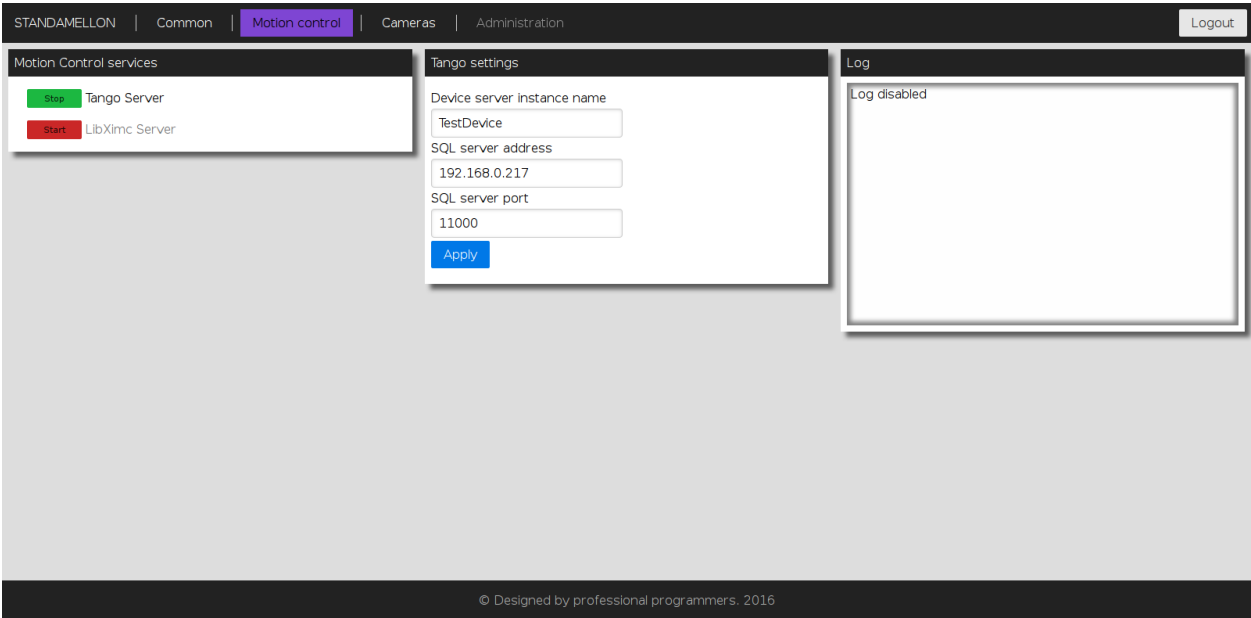 STANDAMELLON Common Motion control Cameras Administration Logout
Motion Control services
Stop Tango Server
Start LibXimc Server
Tango settings
Device server instance name
TestDevice
SQL server address
192.168.0.217
SQL server port
11000
Apply
Log
Log disabled
© Designed by professional programmers. 2016